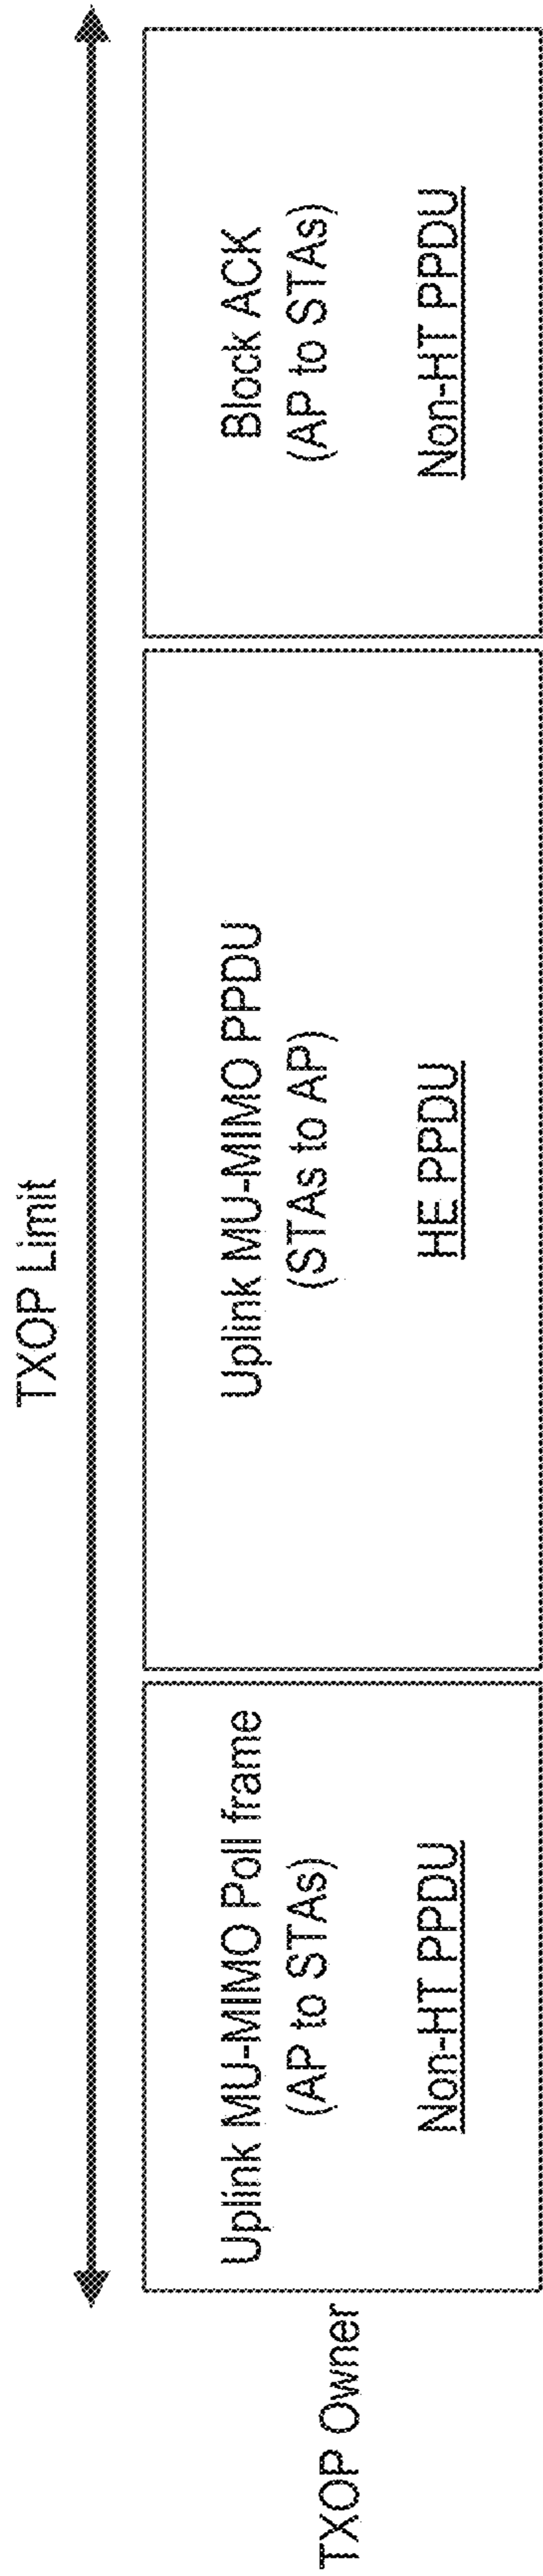 TXOP Limit
TXOP Owner
Uplink MU-MIMO Poll frame
(AP to STAs)
Non-HT PPDU
Uplink MU-MIMO PPDU
(STAs to AP)
HE PPDU
Block ACK
(AP to STAs)
Non-HT PPDU